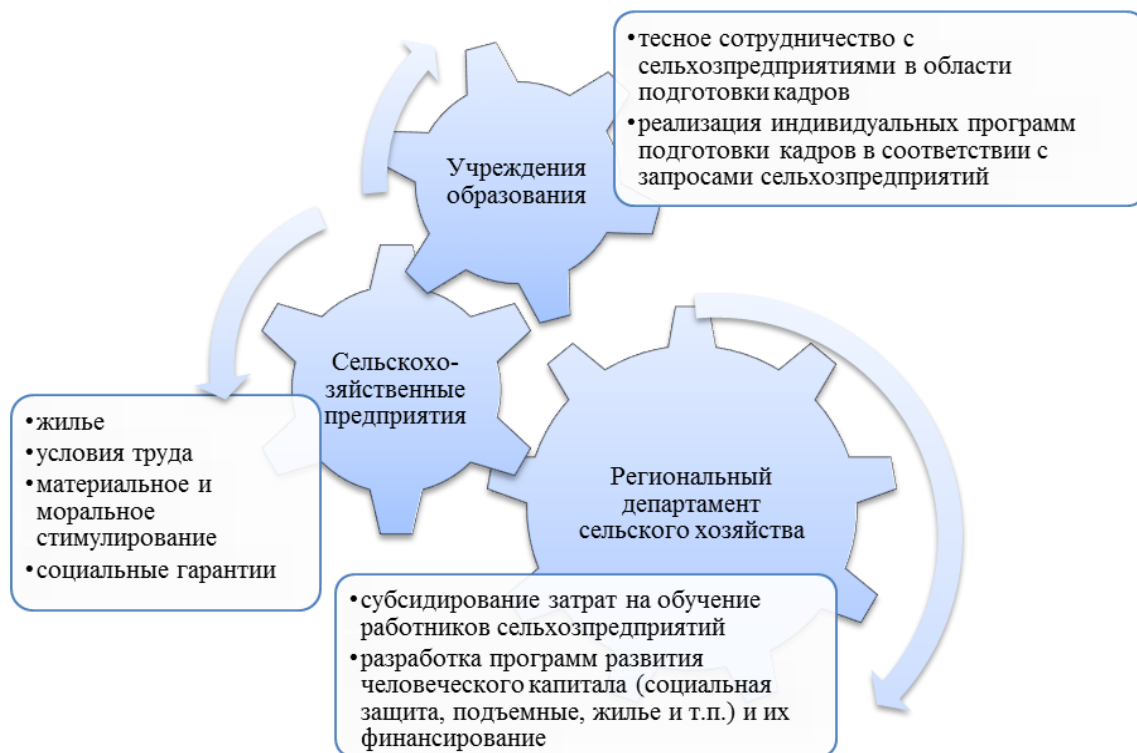 •тесное сотрудничество с
сельхозпредприятиями в области
подготовки кадров
•реализация индивидуальных программ
подготовки кадров в соответствии с
запросами сельхозпредприятий
Учреждения
образования
Сельскохо-
зяйственные
предприятия
•жилье
•условия труда
•материальное и
моральное
стимулирование
•социальные гарантии
Региональный
департамент
сельского хозяйства
•субсидирование затрат на обучение
работников сельхозпредприятий
•разработка программ развития
человеческого капитала (социальная
защита, подъемные, жилье и т.п.) и их
финансирование